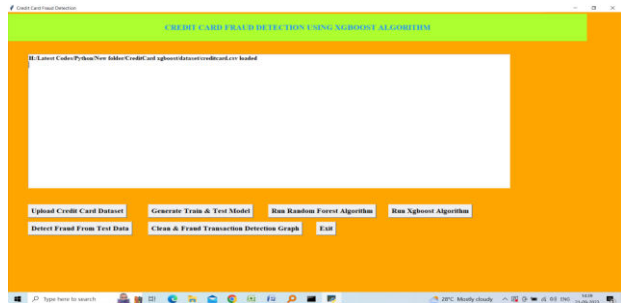 Credit Card Fraud Detection
CREDIT CARD FRAUD DETECTION USING XGBOOST ALGORITHM
H:/Latest Codes/Python/New folder/CreditCard xgboost/dataset/creditcard.csv loaded
Upload Credit Card Dataset
Generate Train & Test Model
Run Random Forest Algorithm
Run Xgboost Algorithm
Detect Fraud From Test Data
Clean & Fraud Transaction Detection Graph
Exit
Type here to search
28°C Mostly cloudy
ENG